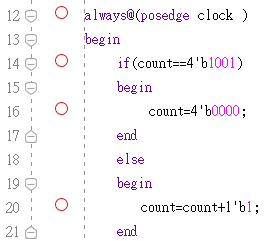 12 always@(posedge clock )
13 begin
14 if(count==4'b1001)
15 begin
16 count=4'b0000;
17 end
18 else
19 begin
20 count=count+1'b1;
21 end